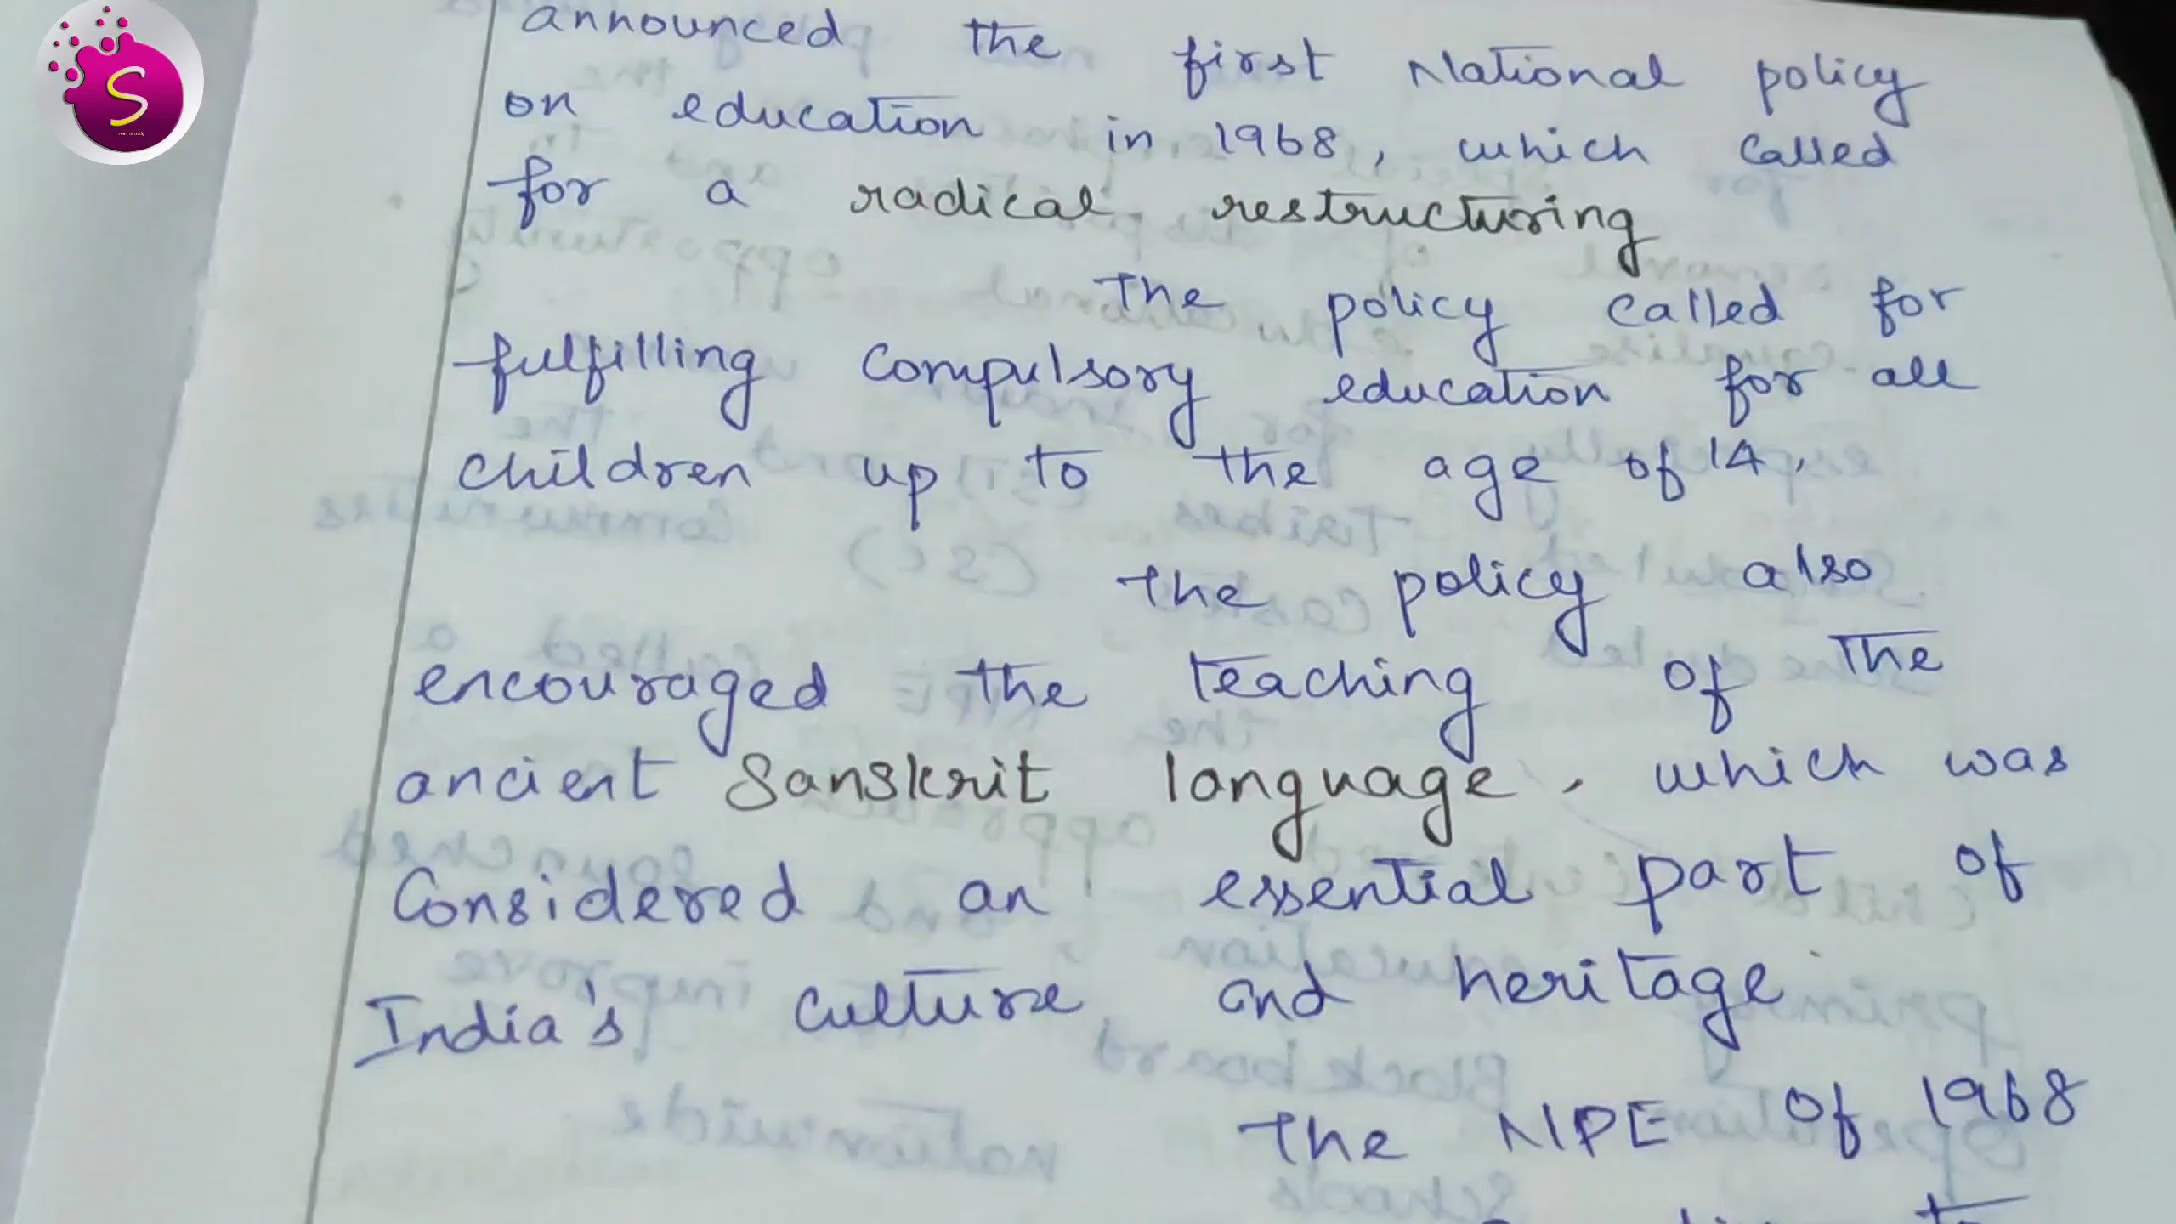 S
announced the first National policy
on education in 1968, which called
for a radical restructuring
The policy called for
fulfilling compulsory education for all
children up to the age of 14.
The policy also
encouraged the teaching of the
ancient Sanskrit language, which was
Considered an essential part of
India's culture and heritage
The NPE of 1968